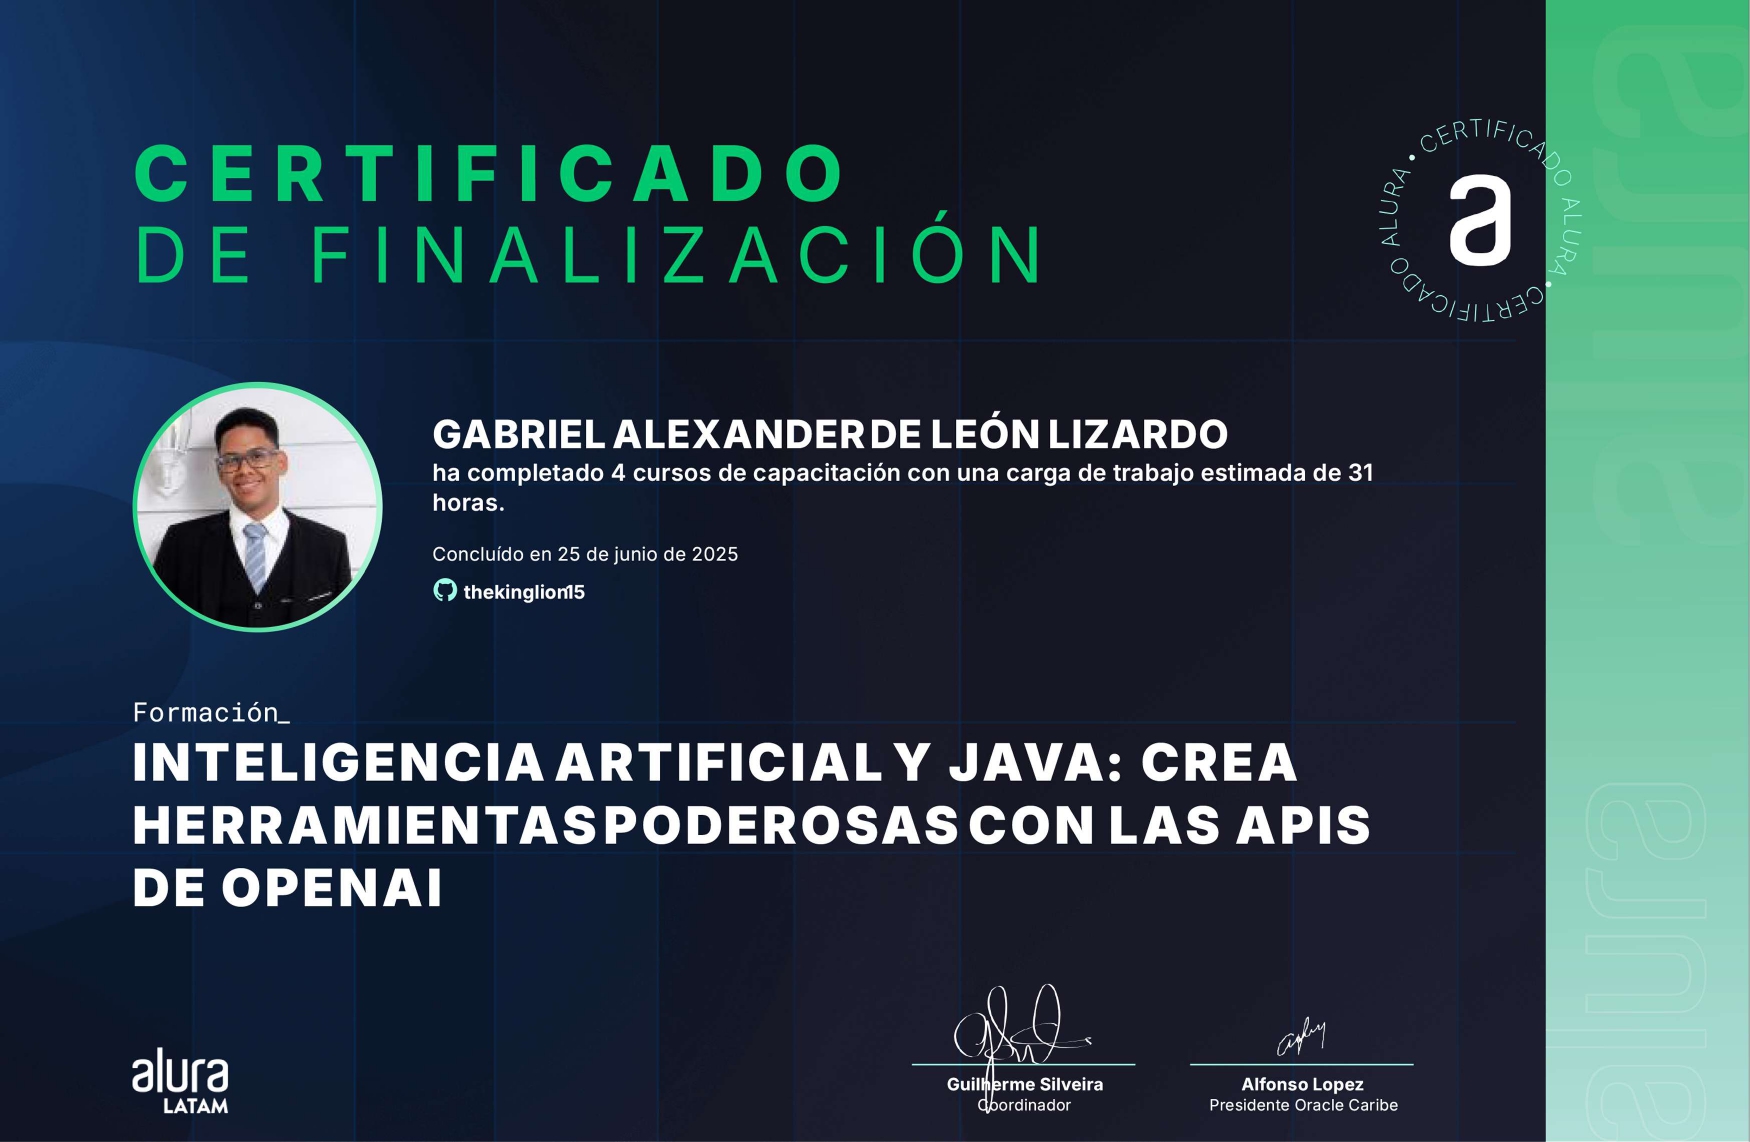 CERTIFICADO
DE FINALIZACIÓN
CERTIFICADO ALURA • CERTIFICADO ALURA •
a
GABRIEL ALEXANDER DE LEÓN LIZARDO
ha completado 4 cursos de capacitación con una carga de trabajo estimada de 31
horas.
Concluído en 25 de junio de 2025
thekinglion15
Formación_
INTELIGENCIA ARTIFICIAL Y JAVA: CREA
HERRAMIENTAS PODEROSAS CON LAS APIS
DE OPENAI
alura
LATAM
Guilherme Silveira
Coordinador
Alfonso Lopez
Presidente Oracle Caribe
alura
alura